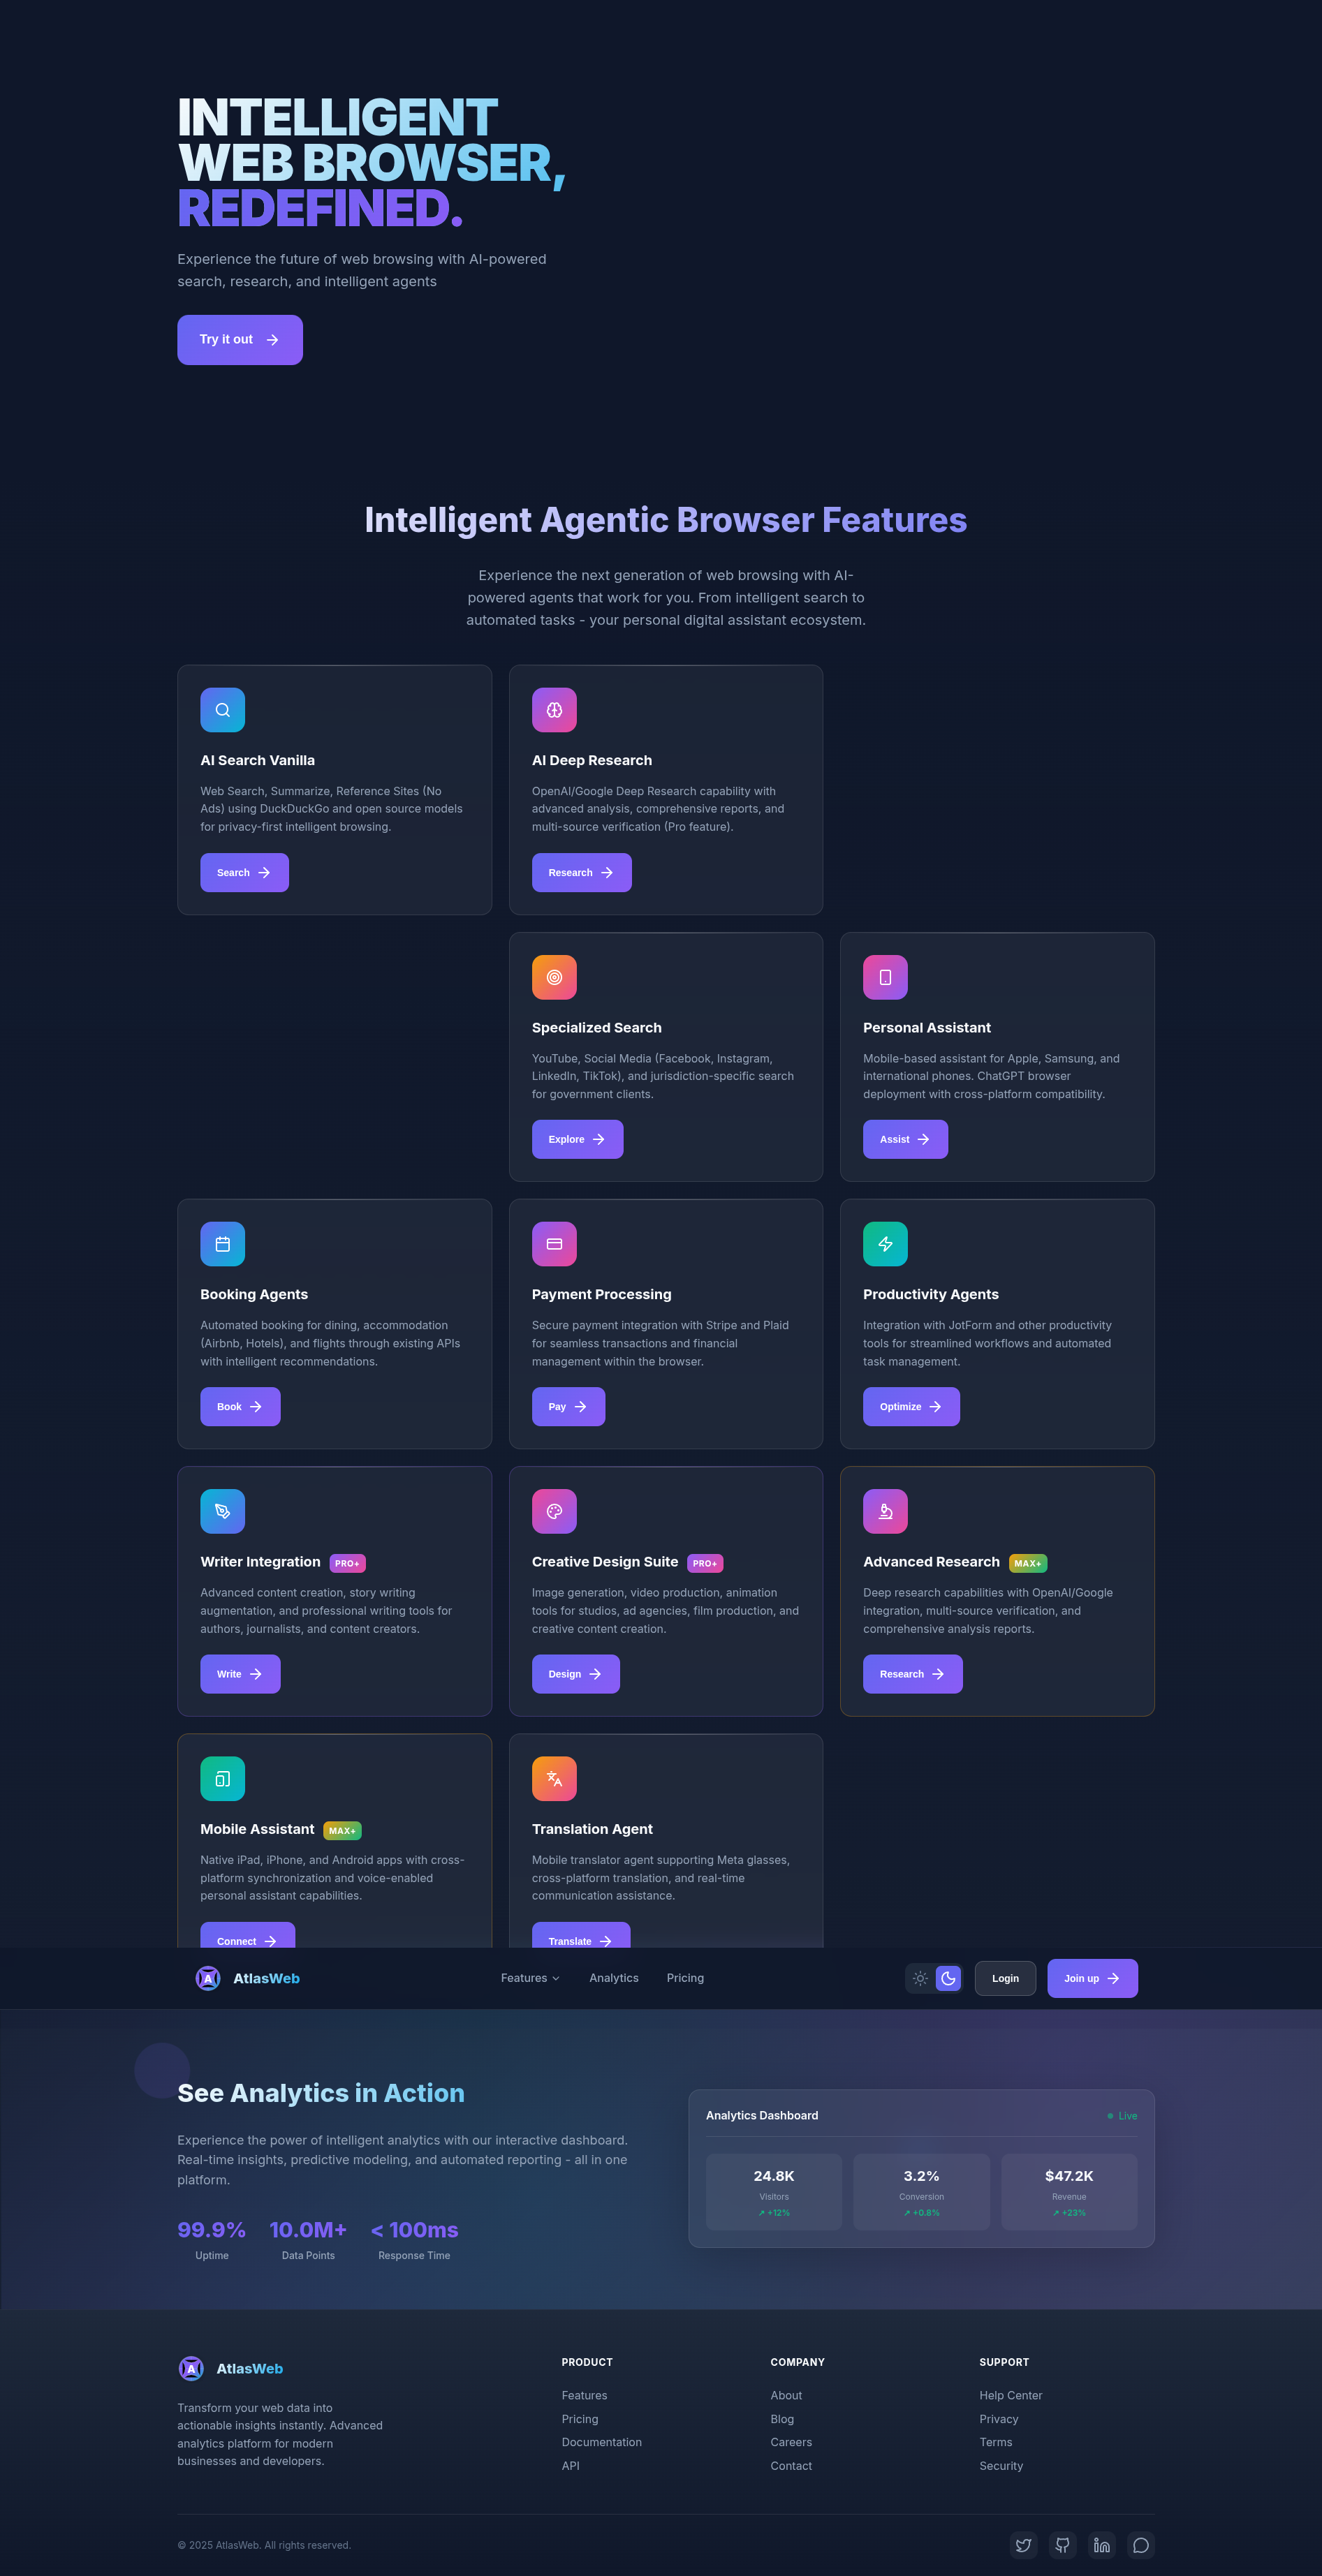 INTELLIGENT
WEB BROWSER,
REDEFINED.
Experience the future of web browsing with AI-powered
search, research, and intelligent agents
Try it out
Intelligent Agentic Browser Features
Experience the next generation of web browsing with AI-
powered agents that work for you. From intelligent search to
automated tasks - your personal digital assistant ecosystem.
AI Search Vanilla
Web Search, Summarize, Reference Sites (No
Ads) using DuckDuckGo and open source models
for privacy-first intelligent browsing.
Search
AI Deep Research
OpenAI/Google Deep Research capability with
advanced analysis, comprehensive reports, and
multi-source verification (Pro feature).
Research
Specialized Search
YouTube, Social Media (Facebook, Instagram,
LinkedIn, TikTok), and jurisdiction-specific search
for government clients.
Explore
Personal Assistant
Mobile-based assistant for Apple, Samsung, and
international phones. ChatGPT browser
deployment with cross-platform compatibility.
Assist
Booking Agents
Automated booking for dining, accommodation
(Airbnb, Hotels), and flights through existing APIs
with intelligent recommendations.
Book
Payment Processing
Secure payment integration with Stripe and Plaid
for seamless transactions and financial
management within the browser.
Pay
Productivity Agents
Integration with JotForm and other productivity
tools for streamlined workflows and automated
task management.
Optimize
Writer Integration PRO+
Advanced content creation, story writing
augmentation, and professional writing tools for
authors, journalists, and content creators.
Write
Creative Design Suite PRO+
Image generation, video production, animation
tools for studios, ad agencies, film production, and
creative content creation.
Design
Advanced Research MAX+
Deep research capabilities with OpenAI/Google
integration, multi-source verification, and
comprehensive analysis reports.
Research
Mobile Assistant MAX+
Native iPad, iPhone, and Android apps with cross-
platform synchronization and voice-enabled
personal assistant capabilities.
Connect
Translation Agent
Mobile translator agent supporting Meta glasses,
cross-platform translation, and real-time
communication assistance.
Translate
A AtlasWeb
Features
Analytics
Pricing
Login
Join up
See Analytics in Action
Experience the power of intelligent analytics with our interactive dashboard.
Real-time insights, predictive modeling, and automated reporting - all in one
platform.
99.9%
Uptime
10.0M+
Data Points
< 100ms
Response Time
Analytics Dashboard
Live
24.8K
Visitors
↗ +12%
3.2%
Conversion
↗ +0.8%
$47.2K
Revenue
↗ +23%
A AtlasWeb
Transform your web data into
actionable insights instantly. Advanced
analytics platform for modern
businesses and developers.
PRODUCT
Features
Pricing
Documentation
API
COMPANY
About
Blog
Careers
Contact
SUPPORT
Help Center
Privacy
Terms
Security
© 2025 AtlasWeb. All rights reserved.